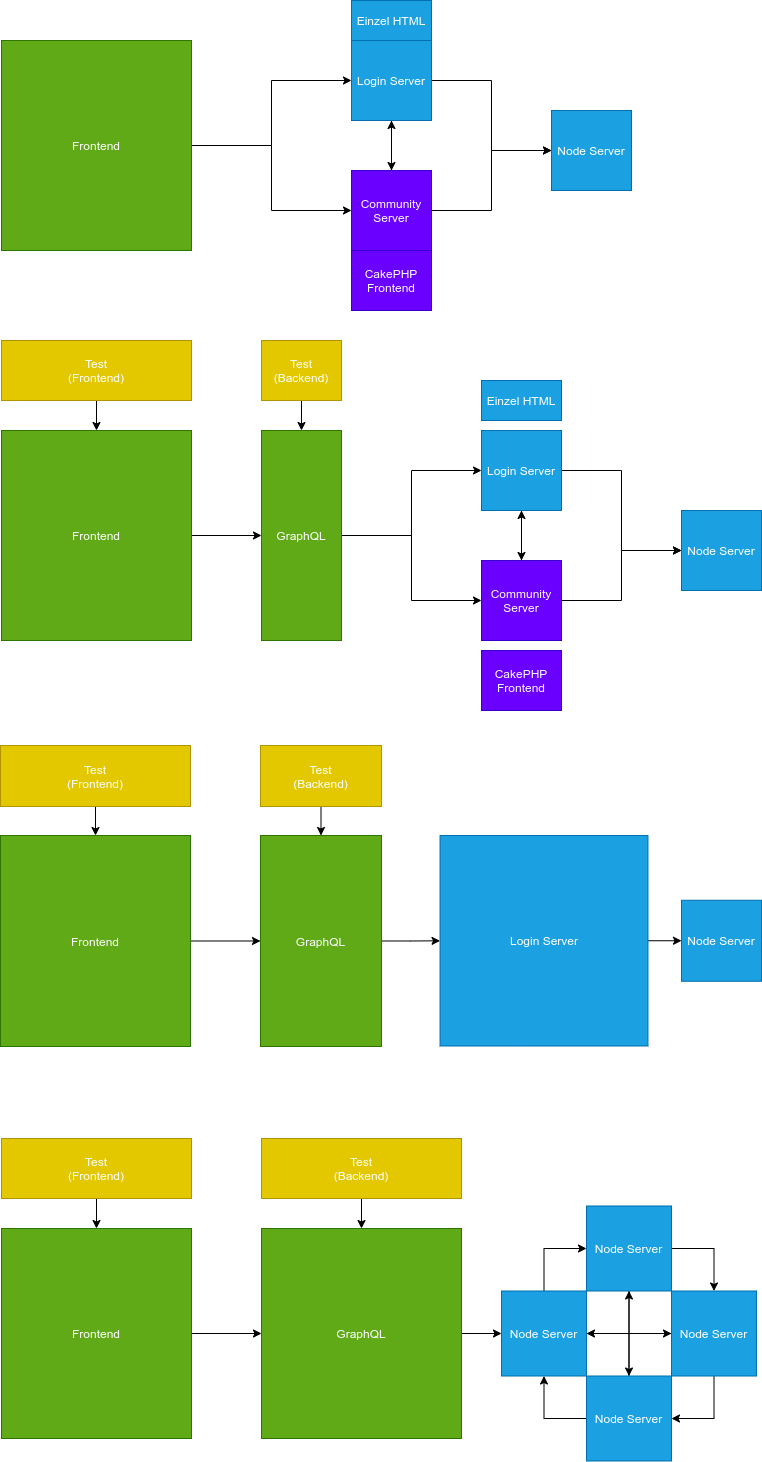 Einzel HTML
Frontend
Login Server
Node Server
Community
Server
CakePHP
Frontend
Test
(Frontend)
Test
(Backend)
Einzel HTML
Frontend
GraphQL
Login Server
Node Server
Community
Server
CakePHP
Frontend
Test
(Frontend)
Test
(Backend)
Frontend
GraphQL
Login Server
Node Server
Test
(Frontend)
Test
(Backend)
Frontend
GraphQL
Node Server
Node Server
Node Server
Node Server